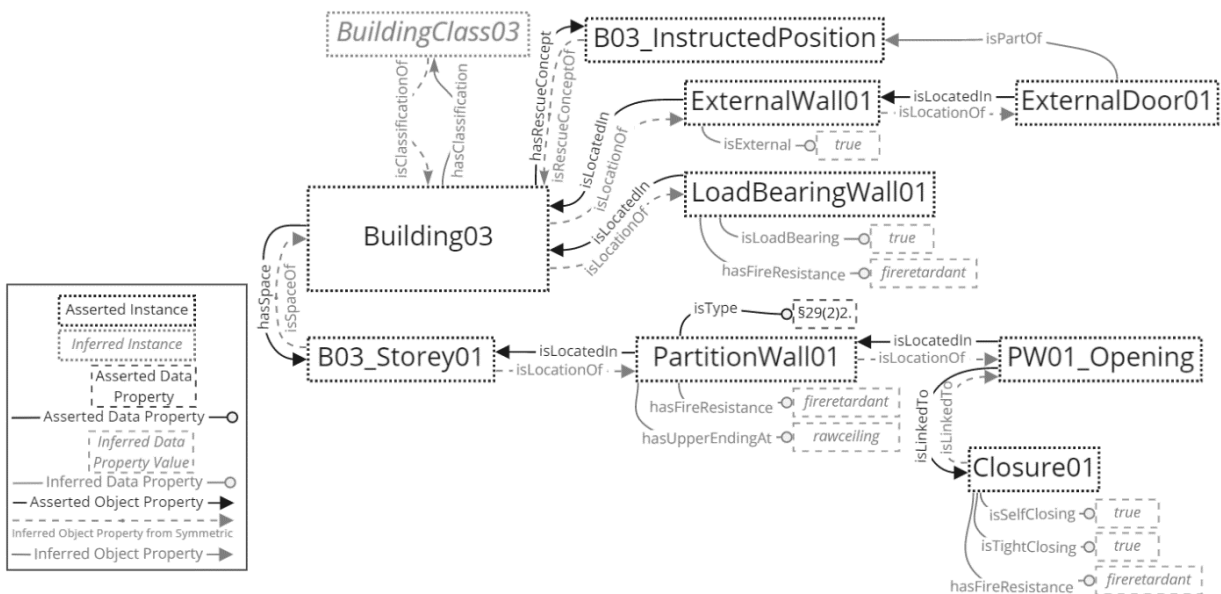 BuildingClass03
B03_InstructedPosition
isPartOf
hasRescueConcept
isRescueConceptOf
isClassificationOf
hasClassification
ExternalWall01
isLocatedIn
isLocationOf
ExternalDoor01
isExternal
true
isLocatedIn
isLocationOf
Building03
LoadBearingWall01
isLocatedIn
isLocationOf
isLoadBearing
true
hasFireResistance
fireretardant
hasSpace
isSpaceOf
isType
§29(2)2.
B03_Storey01
isLocatedIn
isLocationOf
PartitionWall01
isLocatedIn
isLocationOf
PW01_Opening
hasFireResistance
fireretardant
hasUpperEndingAt
rawceiling
isLinkedTo
isLinkedTo
Closure01
isSelfClosing
true
isTightClosing
true
hasFireResistance
fireretardant
Asserted Instance
Inferred Instance
Asserted Data
Property
Asserted Data Property
Inferred Data
Property Value
Inferred Data Property
Asserted Object Property
Inferred Object Property from Symmetric
Inferred Object Property